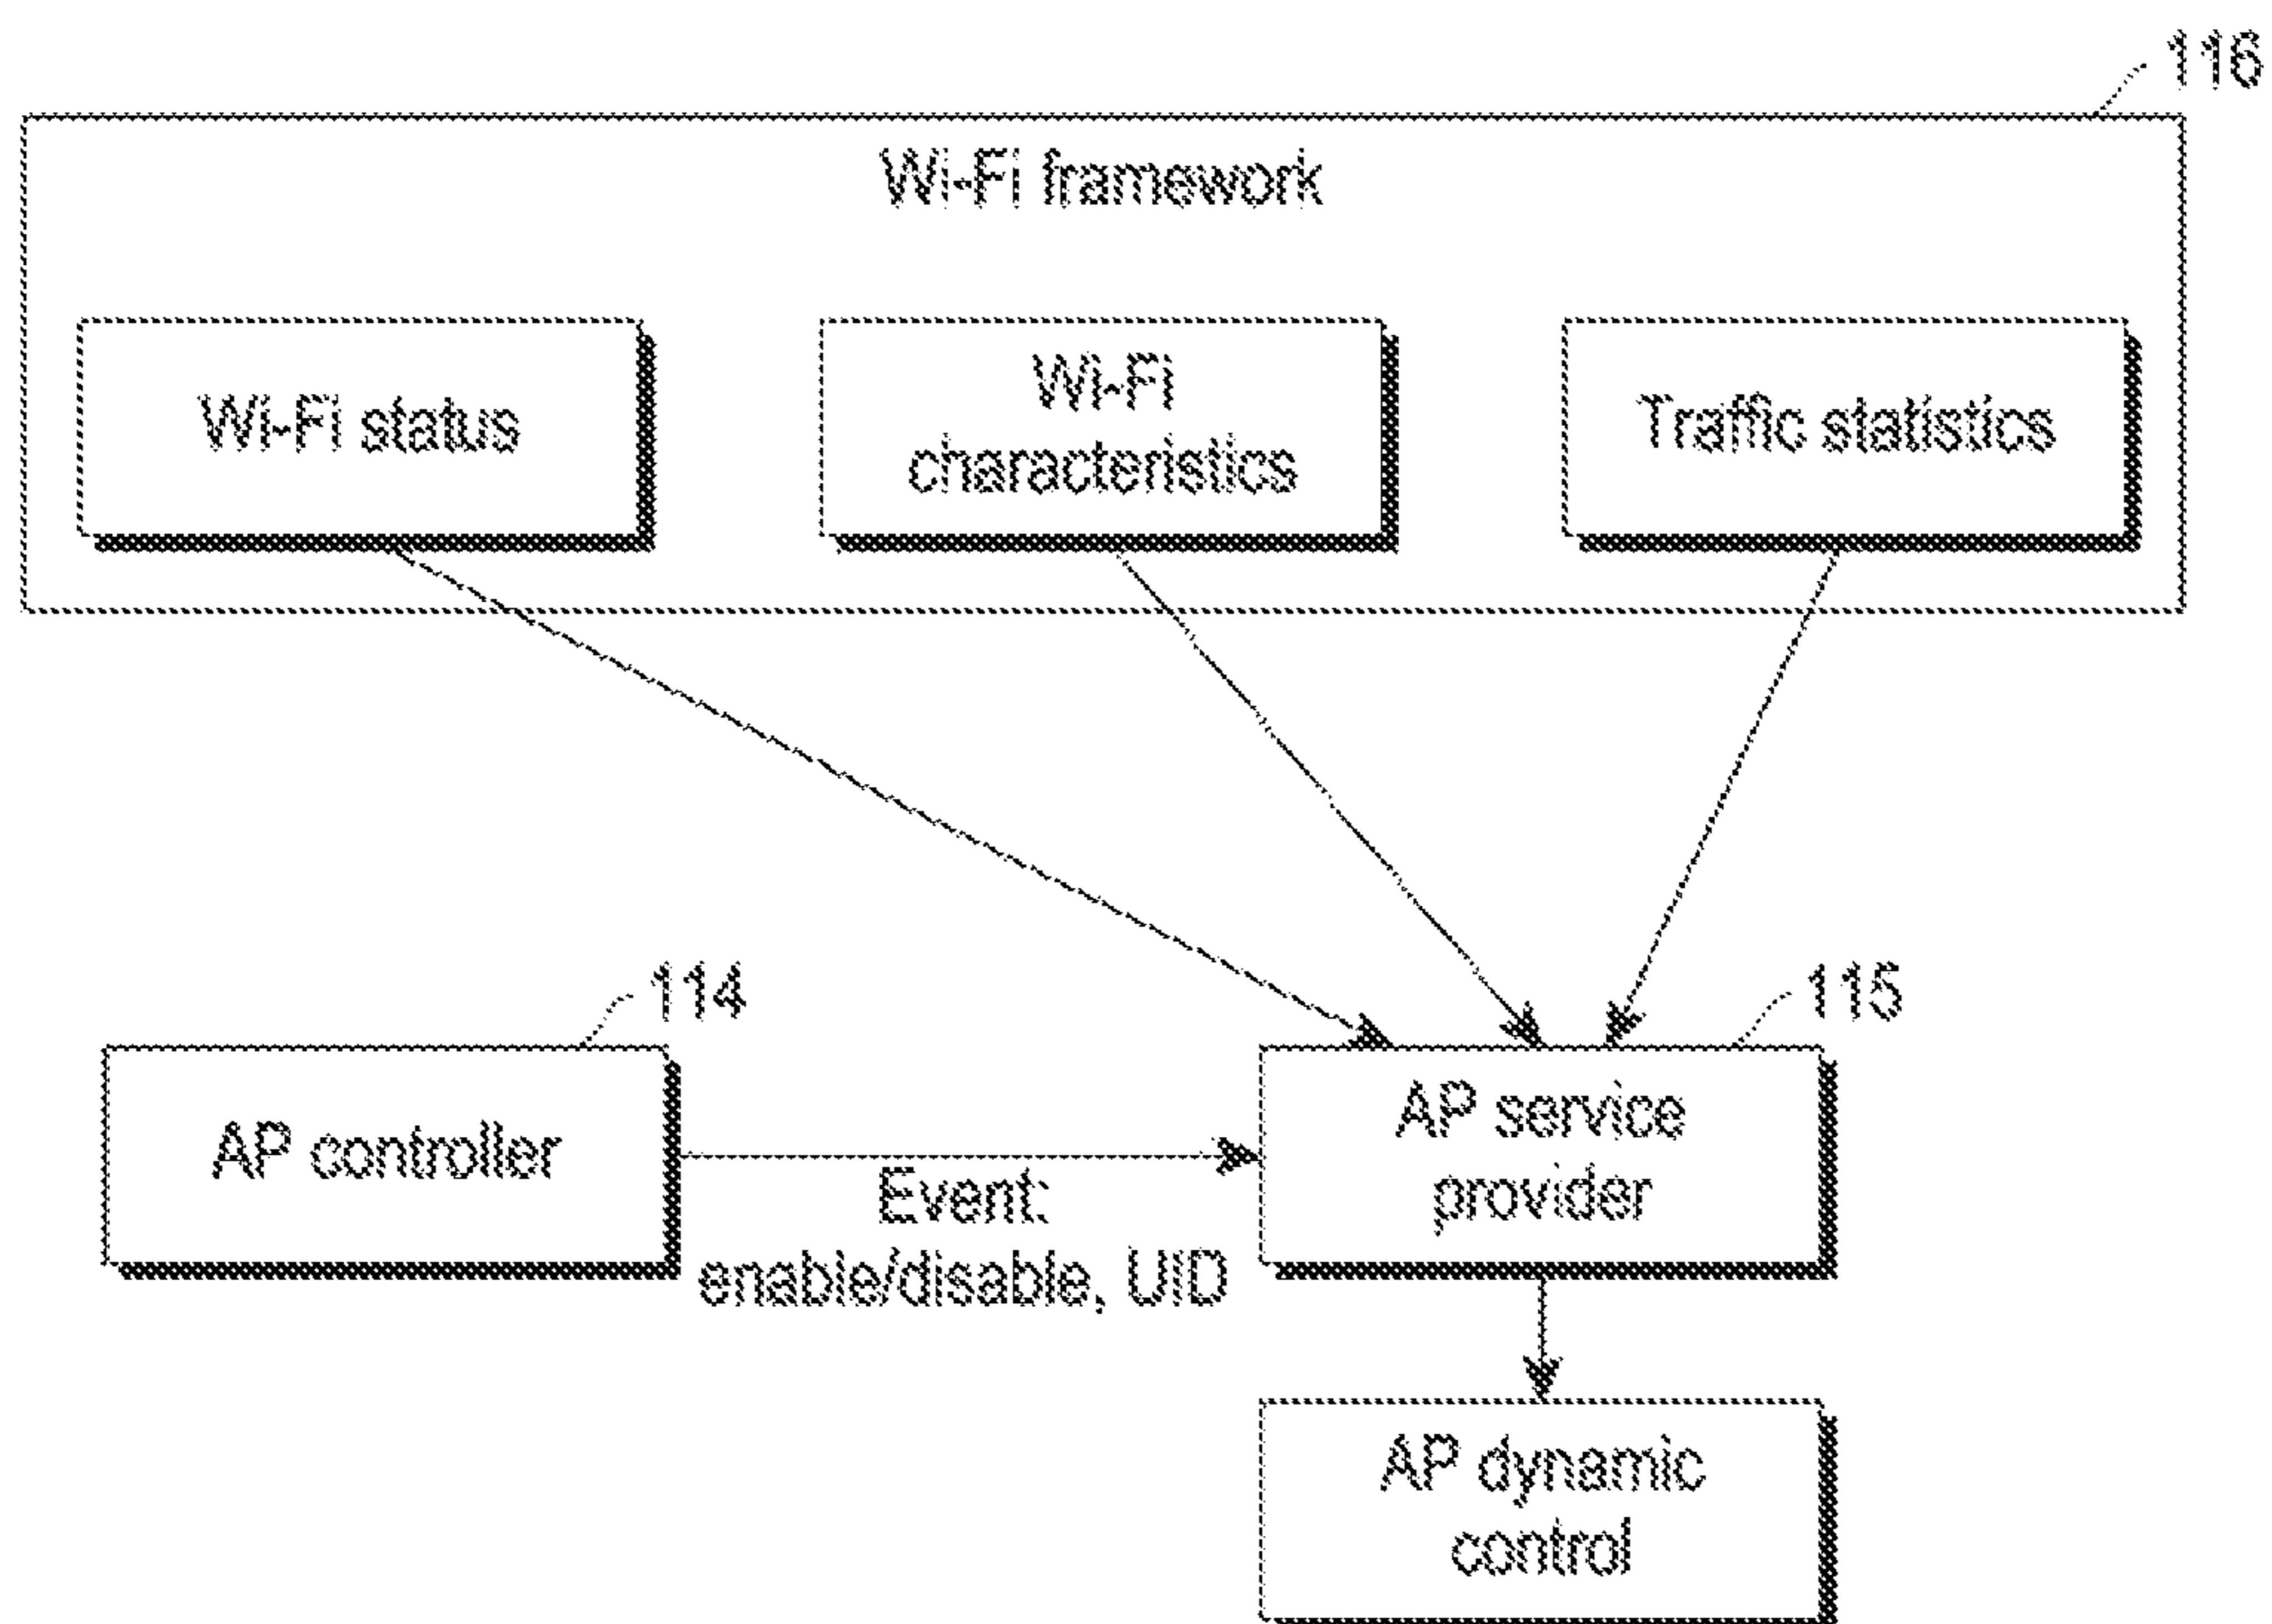 116
Wi-Fi framework
Wi-Fi status
Wi-Fi
characteristics
Traffic statistics
114
115
AP controller
Event:
enable/disable, UID
AP service
provider
AP dynamic
control